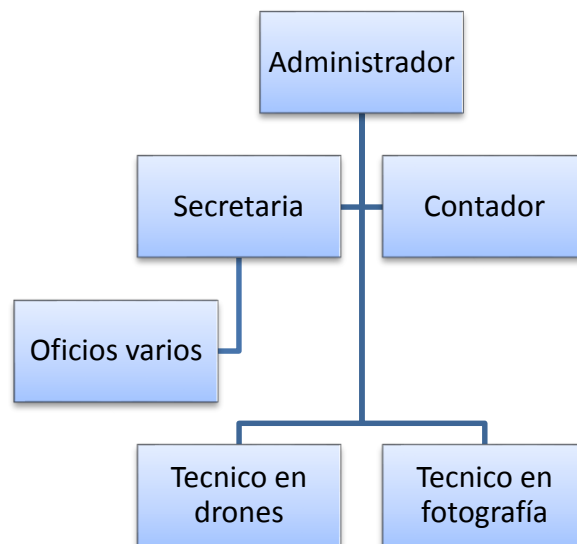 Administrador
Secretaria
Contador
Oficios varios
Tecnico en
drones
Tecnico en
fotografía